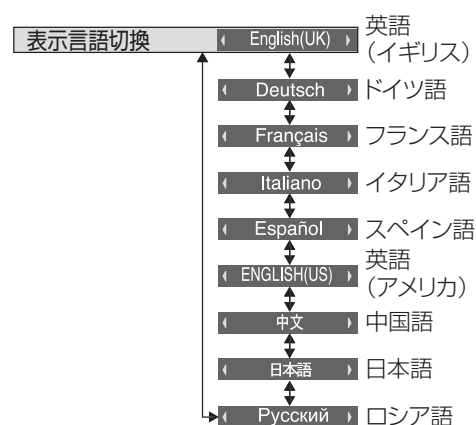 英語
表示言語切換 English(UK) (イギリス)
Deutsch ドイツ語
Français フランス語
Italiano イタリア語
Español スペイン語
英語
ENGLISH(US) (アメリカ)
中文 中国語
日本語 日本語
Русский ロシア語